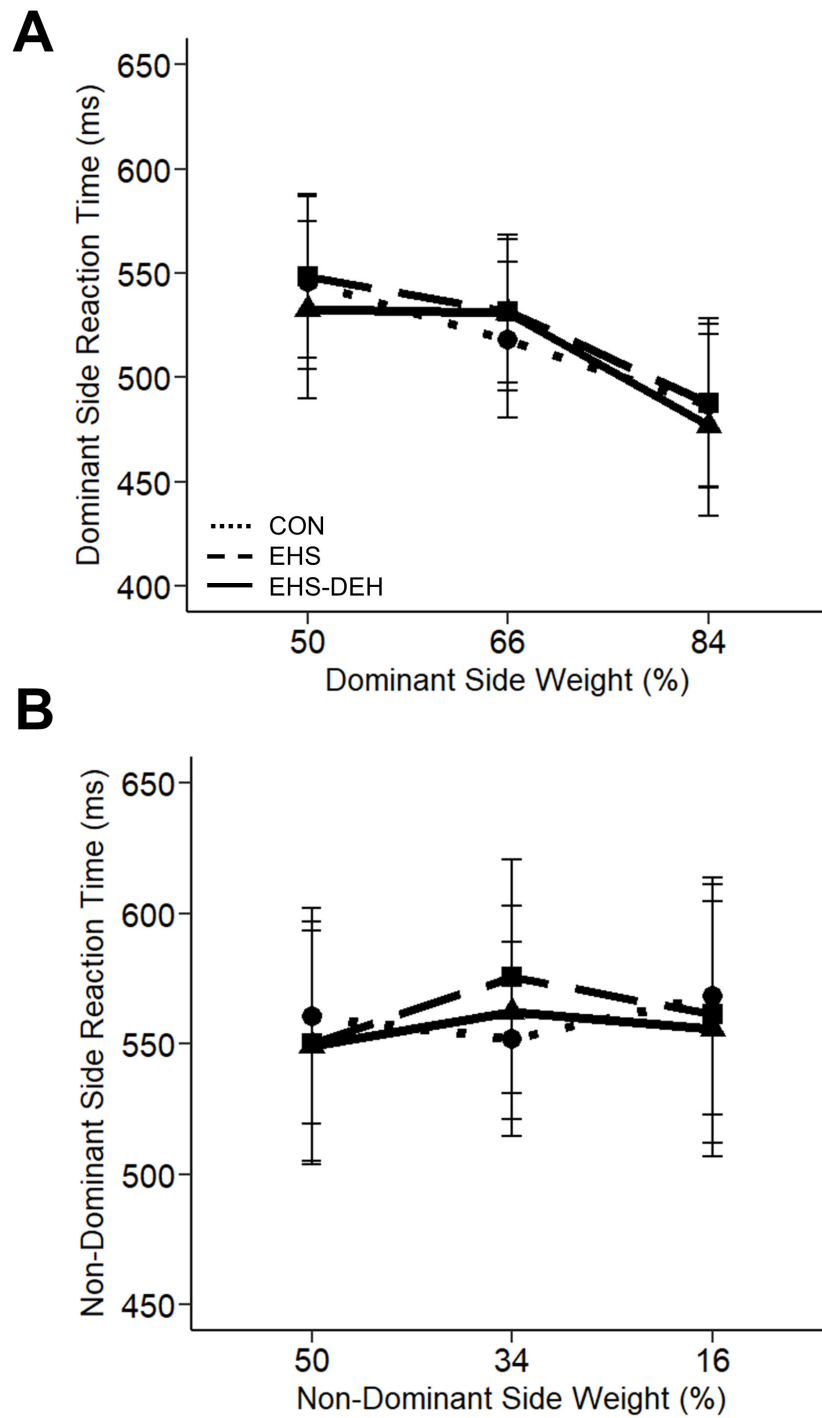 A
Dominant Side Reaction Time (ms)
650
600
550
500
450
400
CON
EHS
EHS-DEH
50 66 84
Dominant Side Weight (%)
B
Non-Dominant Side Reaction Time (ms)
650
600
550
500
450
50 34 16
Non-Dominant Side Weight (%)